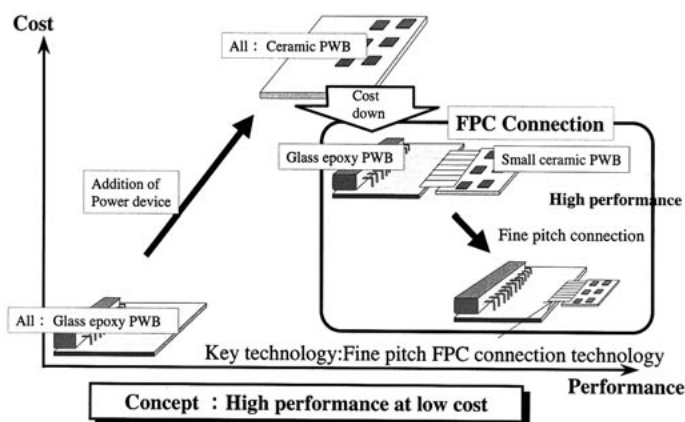 Cost
All : Ceramic PWB
Cost
down
FPC Connection
Glass epoxy PWB
Small ceramic PWB
Addition of
Power device
High performance
Fine pitch connection
All : Glass epoxy PWB
Key technology:Fine pitch FPC connection technology
Performance
Concept : High performance at low cost